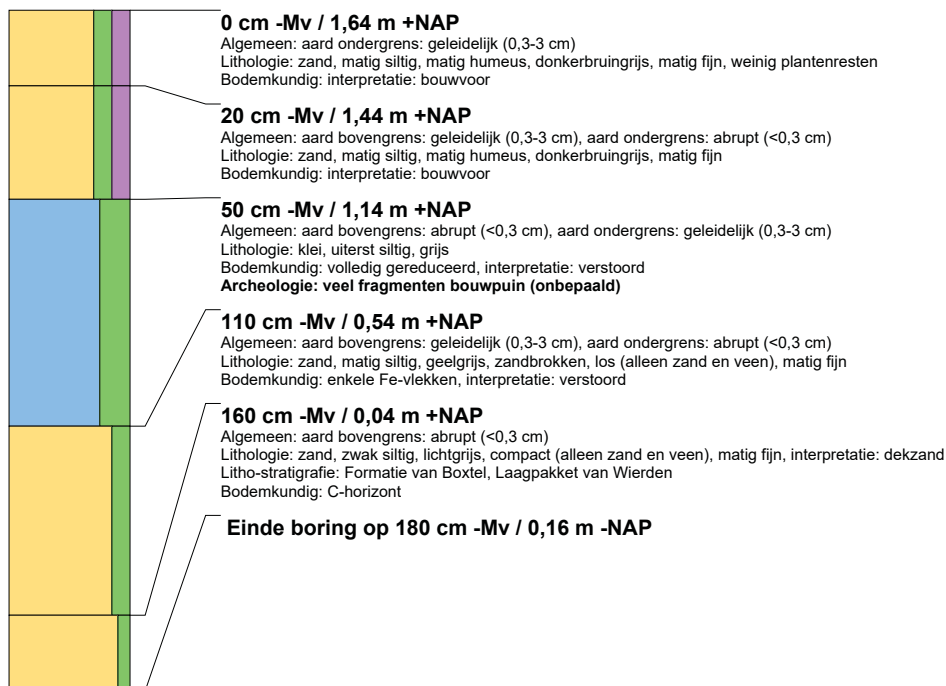 0 cm -Mv / 1,64 m +NAP
Algemeen: aard ondergrens: geleidelijk (0,3-3 cm)
Lithologie: zand, matig siltig, matig humeus, donkerbruingrijs, matig fijn, weinig plantenresten
Bodemkundig: interpretatie: bouwvoor
20 cm -Mv / 1,44 m +NAP
Algemeen: aard bovengrens: geleidelijk (0,3-3 cm), aard ondergrens: abrupt (<0,3 cm)
Lithologie: zand, matig siltig, matig humeus, donkerbruingrijs, matig fijn
Bodemkundig: interpretatie: bouwvoor
50 cm -Mv / 1,14 m +NAP
Algemeen: aard bovengrens: abrupt (<0,3 cm), aard ondergrens: geleidelijk (0,3-3 cm)
Lithologie: klei, uiterst siltig, grijs
Bodemkundig: volledig gereduceerd, interpretatie: verstoord
Archeologie: veel fragmenten bouwpuin (onbepaald)
110 cm -Mv / 0,54 m +NAP
Algemeen: aard bovengrens: geleidelijk (0,3-3 cm), aard ondergrens: abrupt (<0,3 cm)
Lithologie: zand, matig siltig, geelgrijs, zandbrokken, los (alleen zand en veen), matig fijn
Bodemkundig: enkele Fe-vlekken, interpretatie: verstoord
160 cm -Mv / 0,04 m +NAP
Algemeen: aard bovengrens: abrupt (<0,3 cm)
Lithologie: zand, zwak siltig, lichtgrijs, compact (alleen zand en veen), matig fijn, interpretatie: dekzand
Litho-stratigrafie: Formatie van Boxtel, Laagpakket van Wierden
Bodemkundig: C-horizont
Einde boring op 180 cm -Mv / 0,16 m -NAP